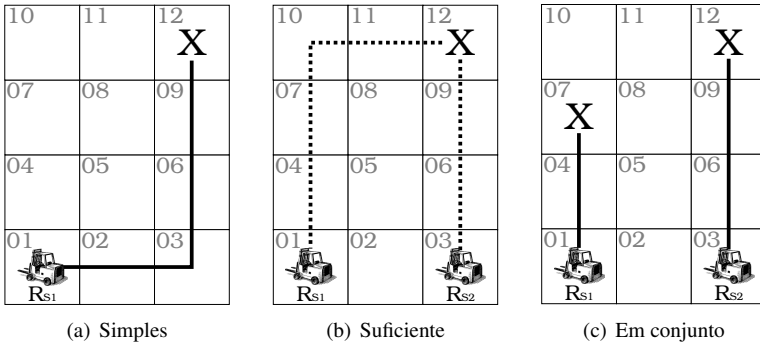 10 11 12
X
07 08 09
04 05 06
01 02 03
RS1
(a) Simples
10 11 12
X
07 08 09
04 05 06
01 02 03
RS1 RS2
(b) Suficiente
10 11 12
X
07 08 09
X
04 05 06
01 02 03
RS1 RS2
(c) Em conjunto